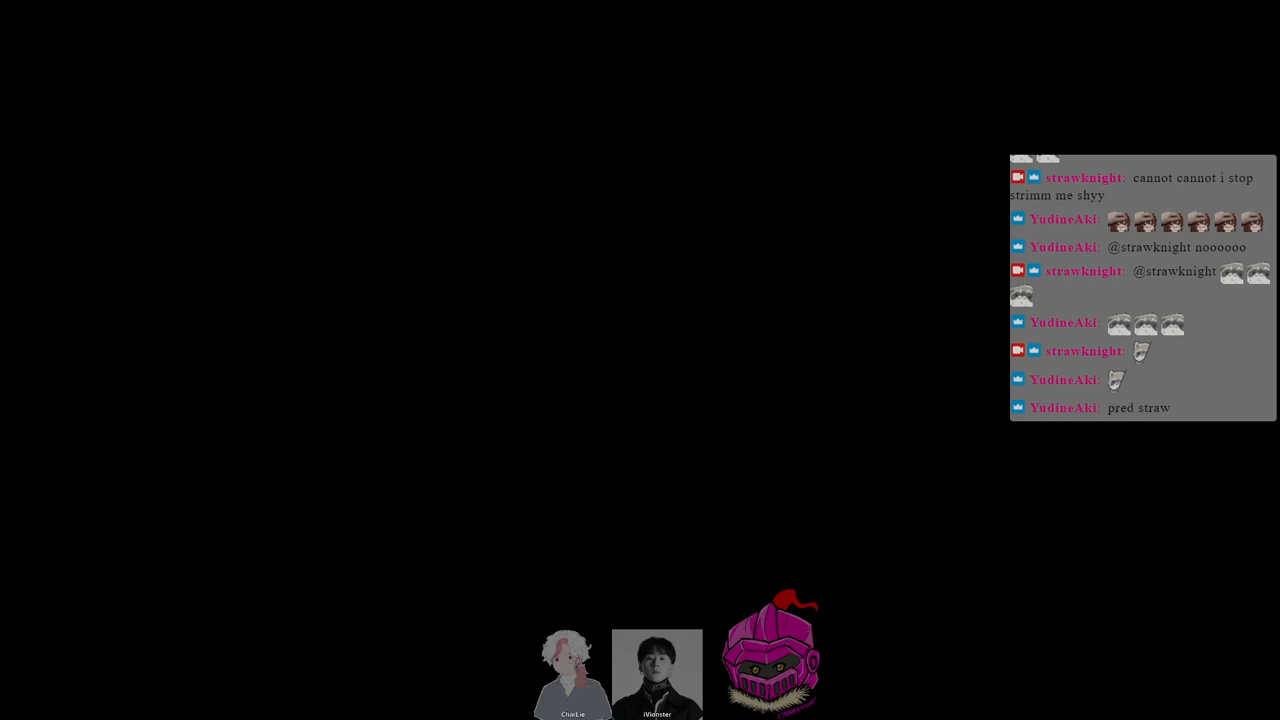 strawknight: cannot cannot i stop
strimm me shyy
YudineAki:
YudineAki: @strawknight noooooo
strawknight: @strawknight
YudineAki:
strawknight:
YudineAki:
YudineAki: pred straw
CharLie
iVionster